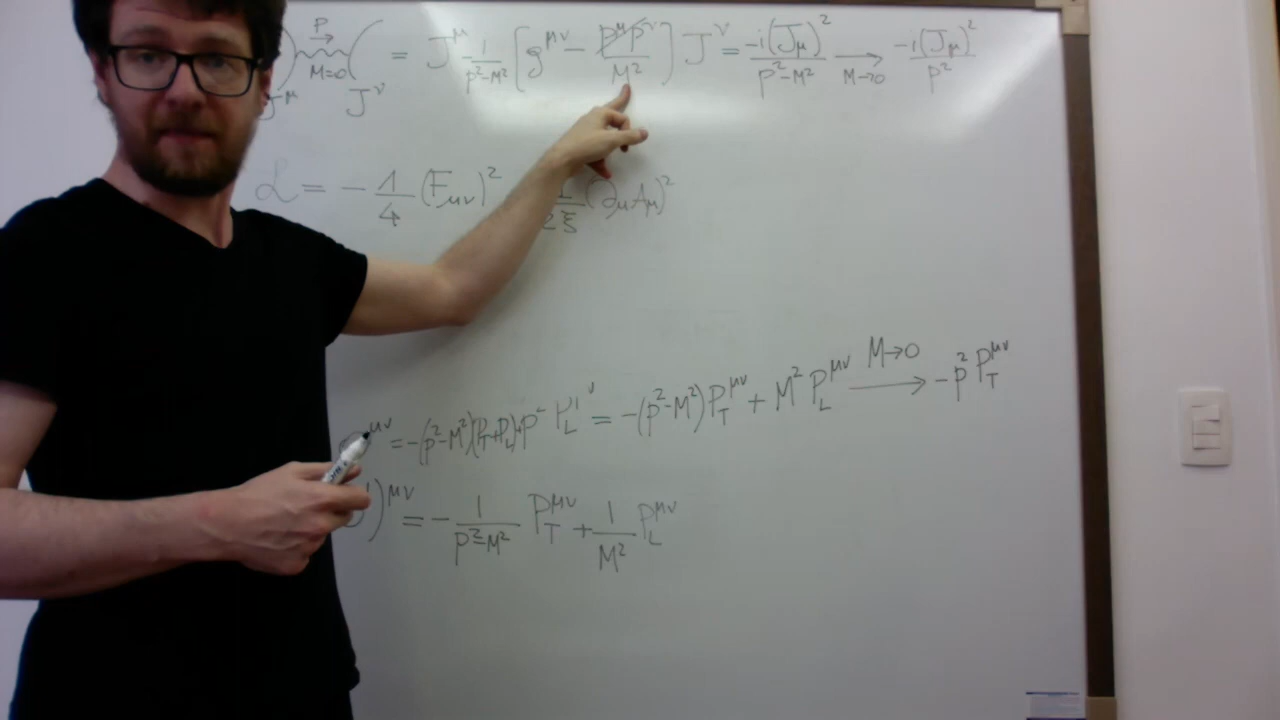 P→ M=0 = J^μ 1/(p²-M²) [g^μν - p^μ p^ν/M²] J^ν = -i(J_μ)²/(p²-M²) →_{M→0} -i(J_μ)²/p²
J^μ J^ν
ℒ = -1/4 (F_μν)² 1/2ξ (∂_μ A_μ)²
^μν = -(p²-M²)(P_T+P_L)+p² P_L^μν = -(p²-M²)P_T^μν + M² P_L^μν →^{M→0} -p² P_T^μν
)^μν = - 1/(p²-M²) P_T^μν + 1/M² P_L^μν